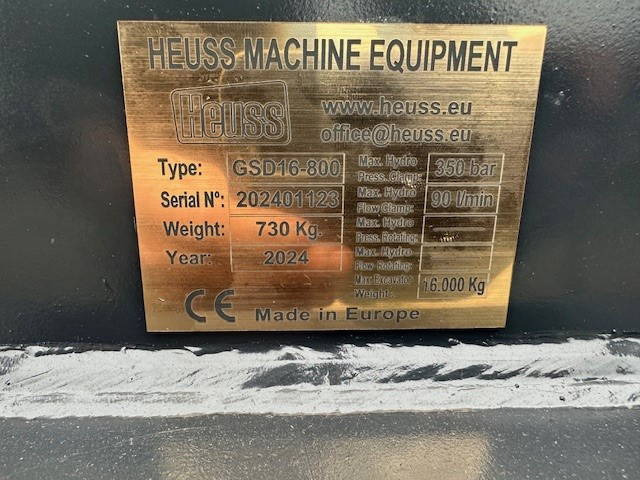 HEUSS MACHINE EQUIPMENT
Heuss
www.heuss.eu
office@heuss.eu
Type: GSD16-800
Serial Nº: 202401123
Weight: 730 Kg.
Year: 2024
Max. Hydro Press. Clamp: 350 bar
Max. Hydro Flow Clamp: 90 l/min
Max. Hydro Press. Rotating:
Max. Hydro Flow Rotating:
Max Excavator Weight: 16.000 Kg
CE Made in Europe